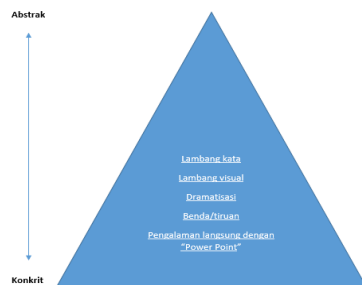 Abstrak
Lambang kata
Lambang visual
Dramatisasi
Benda/tiruan
Pengalaman langsung dengan
"Power Point"
Konkrit